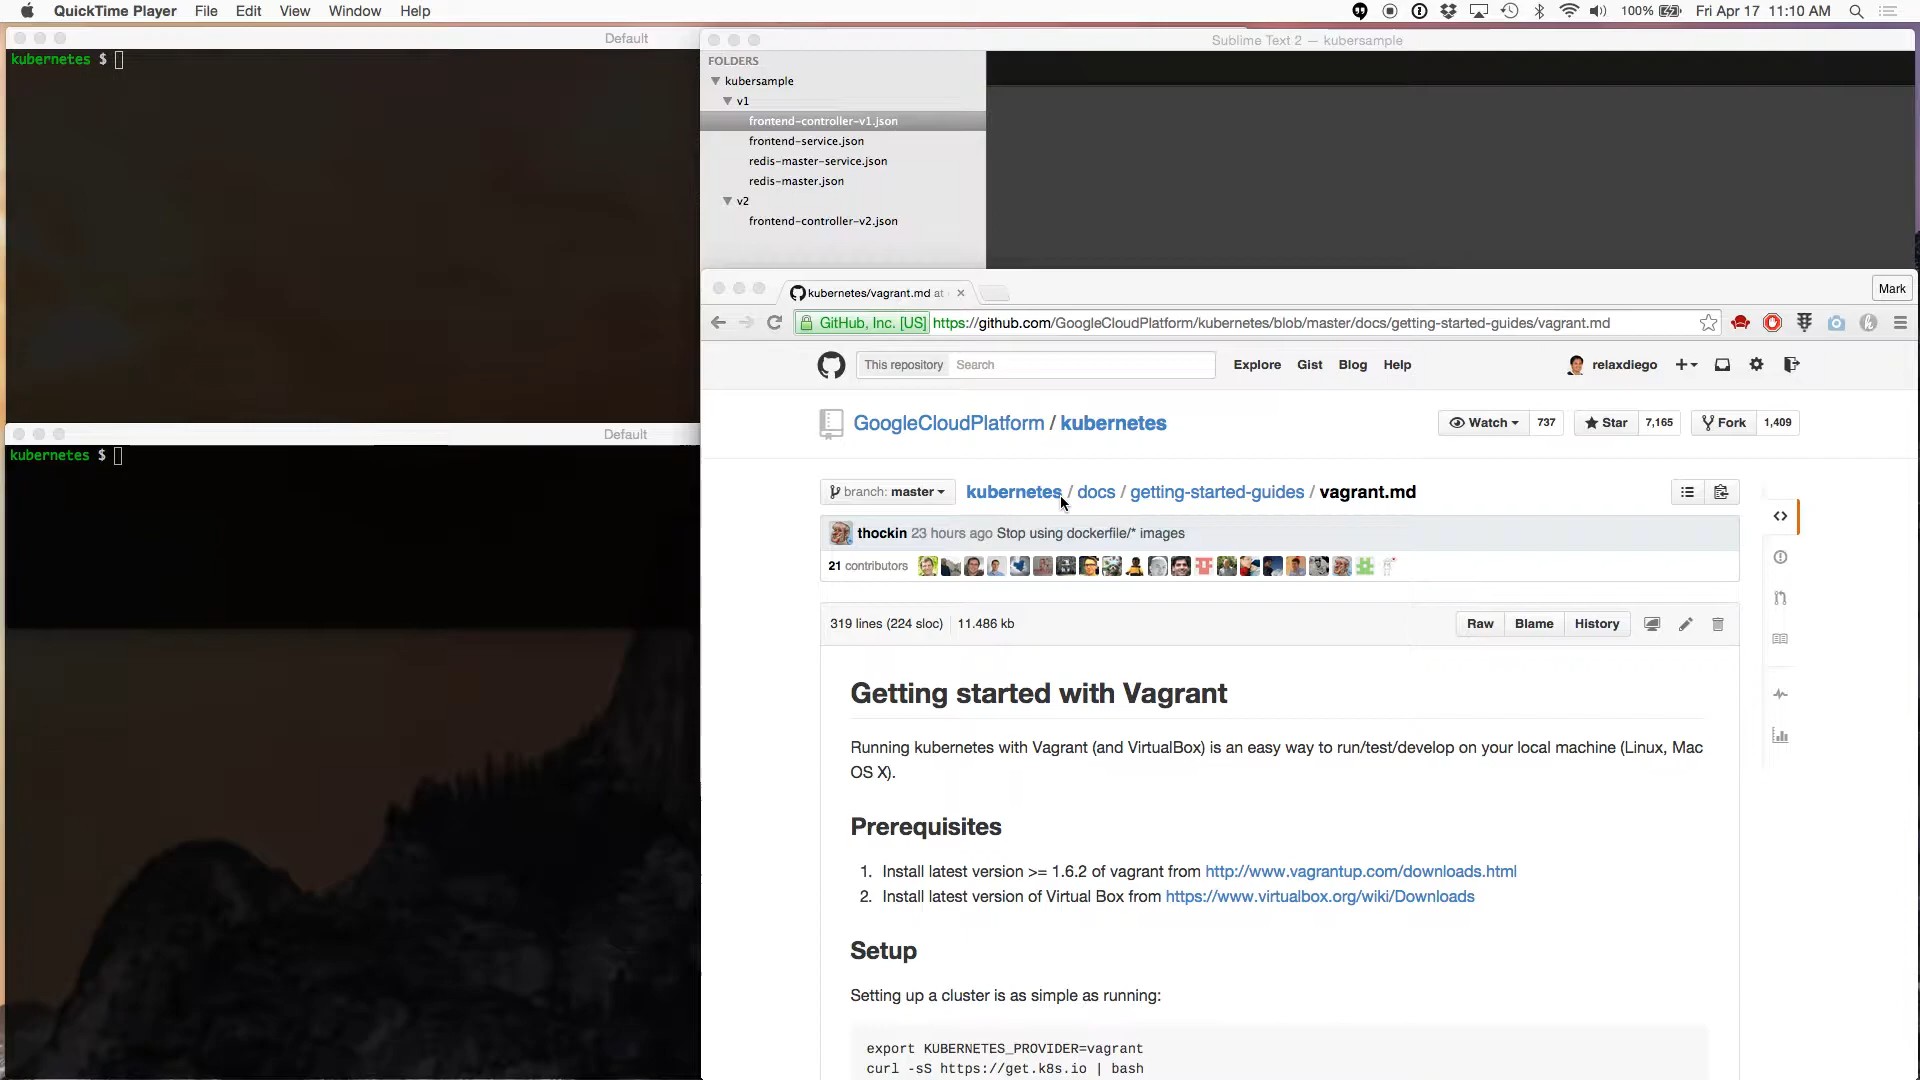 QuickTime Player File Edit View Window Help 100% Fri Apr 17 11:10 AM
Default
kubernetes $
Default
kubernetes $
Sublime Text 2 — kubersample
FOLDERS
kubersample
v1
frontend-controller-v1.json
frontend-service.json
redis-master-service.json
redis-master.json
v2
frontend-controller-v2.json
kubernetes/vagrant.md at
Mark
GitHub, Inc. [US] https://github.com/GoogleCloudPlatform/kubernetes/blob/master/docs/getting-started-guides/vagrant.md
This repository Search Explore Gist Blog Help relaxdiego
GoogleCloudPlatform / kubernetes Watch 737 Star 7,165 Fork 1,409
branch: master kubernetes / docs / getting-started-guides / vagrant.md
thockin 23 hours ago Stop using dockerfile/* images
21 contributors
319 lines (224 sloc) 11.486 kb Raw Blame History
Getting started with Vagrant
Running kubernetes with Vagrant (and VirtualBox) is an easy way to run/test/develop on your local machine (Linux, Mac
OS X).
Prerequisites
1. Install latest version >= 1.6.2 of vagrant from http://www.vagrantup.com/downloads.html
2. Install latest version of Virtual Box from https://www.virtualbox.org/wiki/Downloads
Setup
Setting up a cluster is as simple as running:
export KUBERNETES_PROVIDER=vagrant
curl -sS https://get.k8s.io | bash